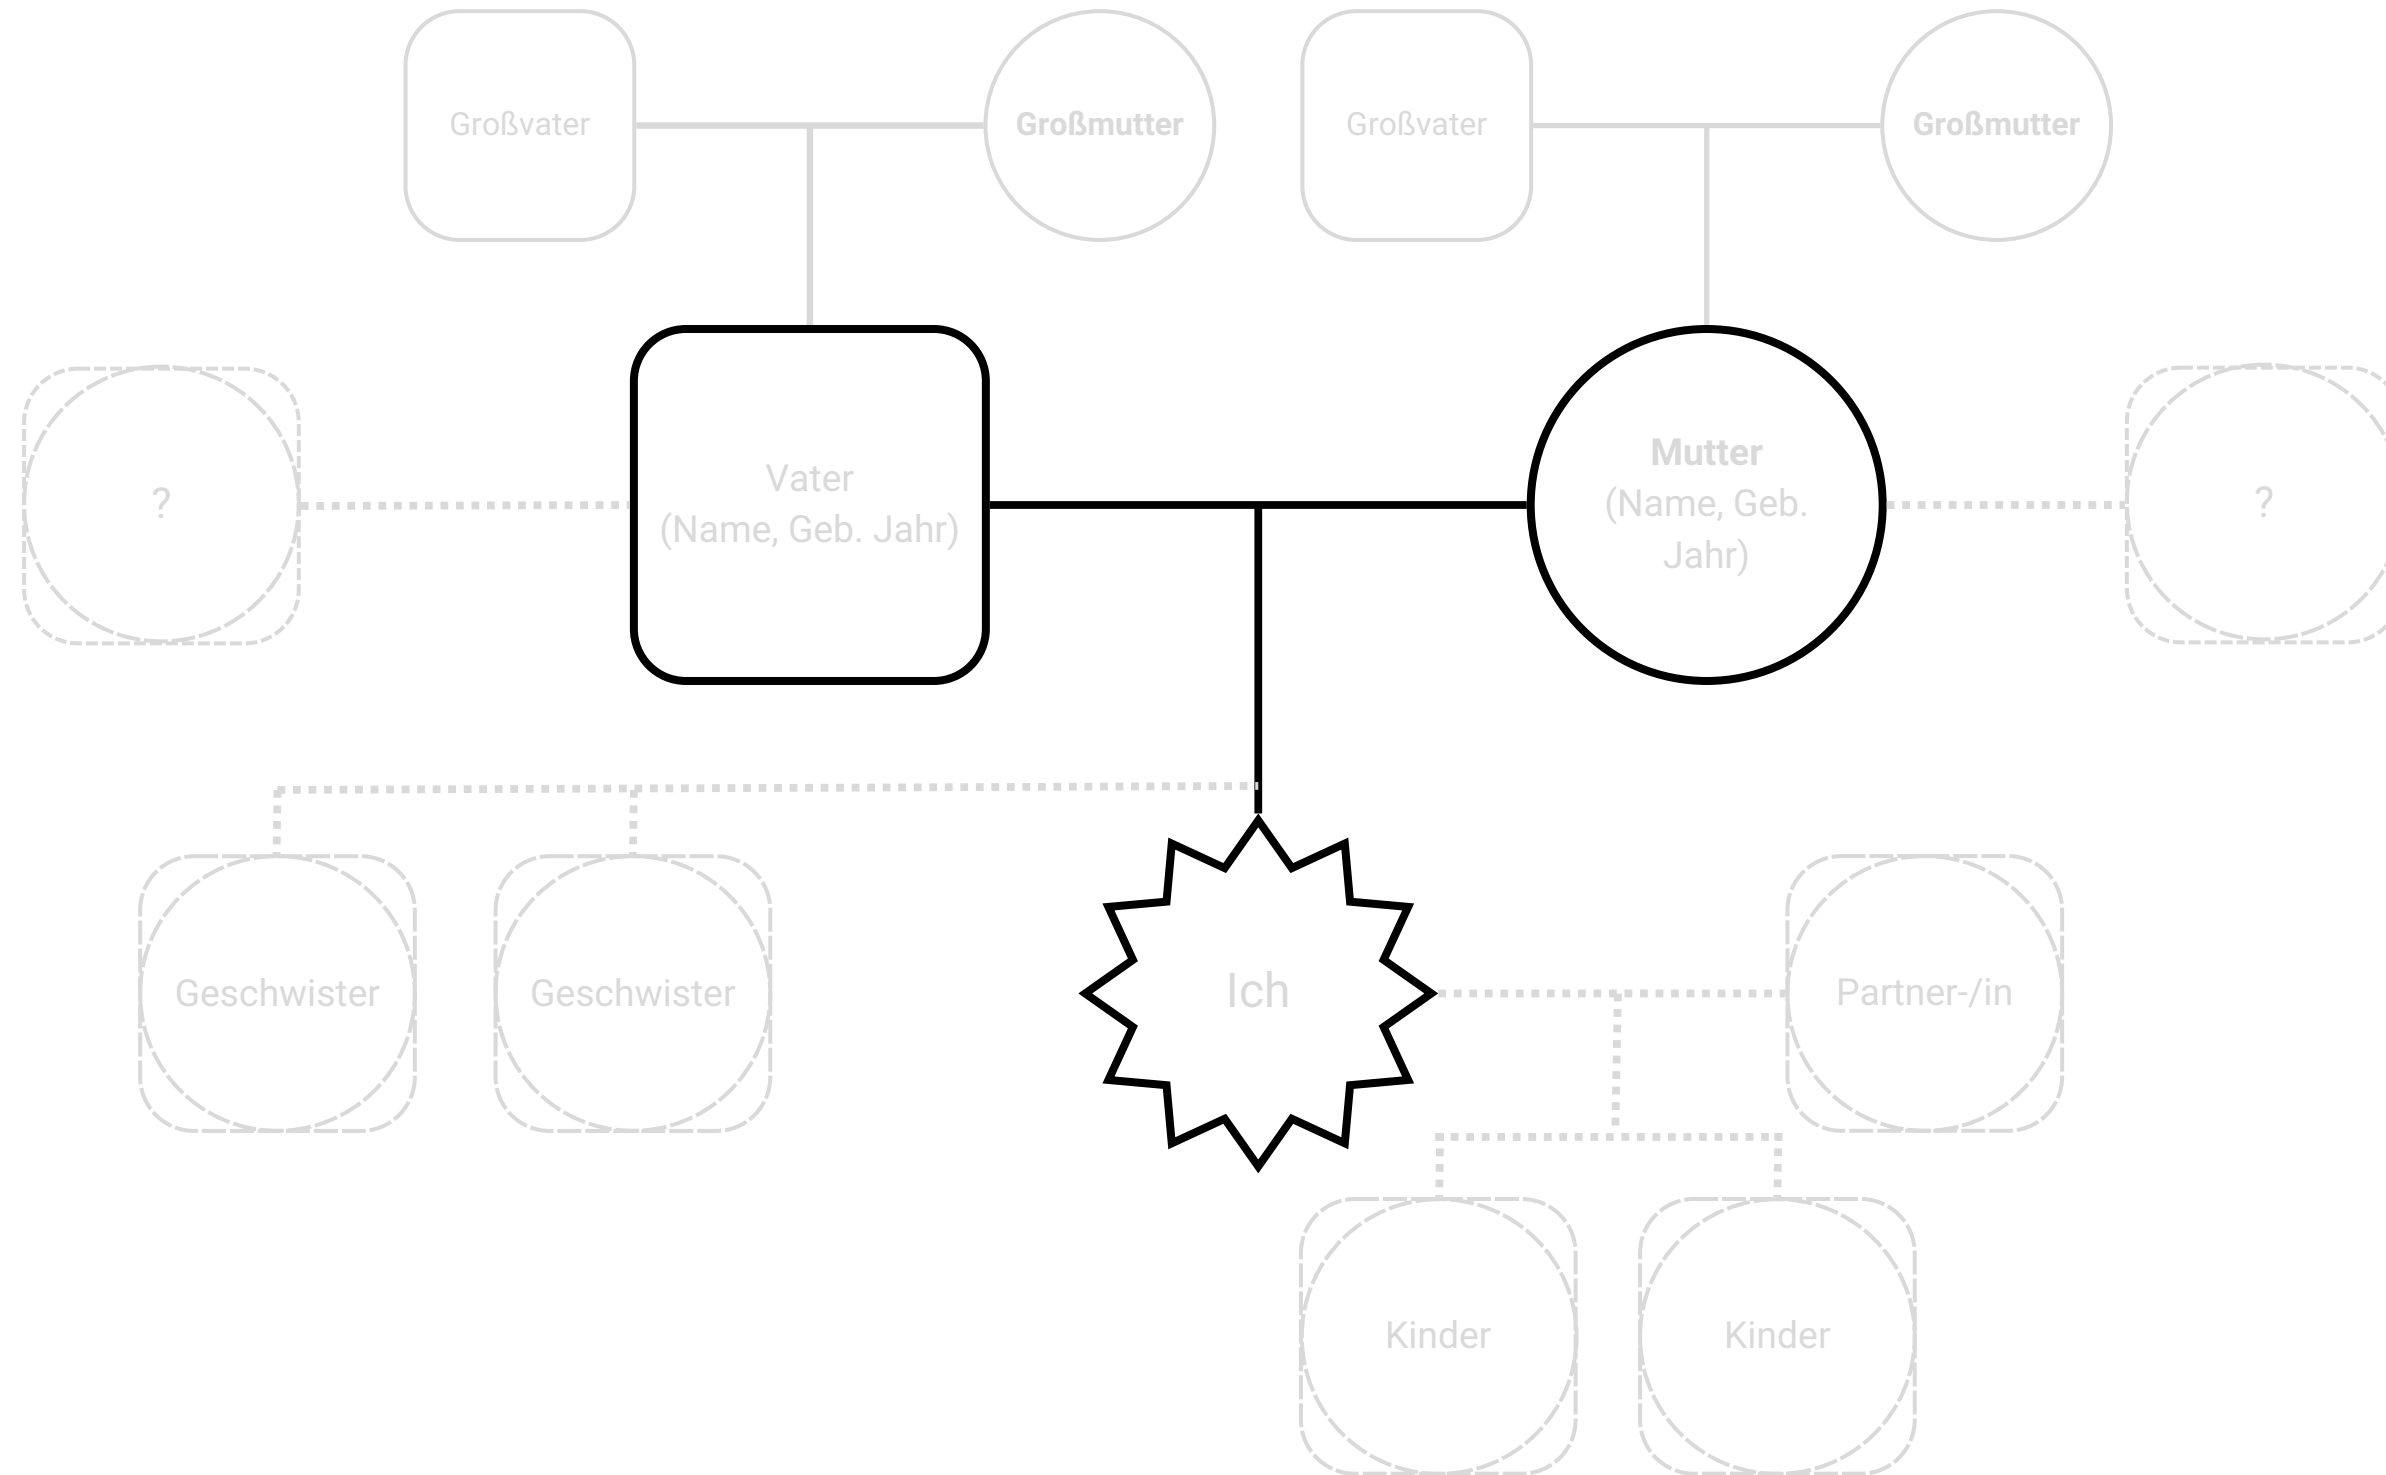 Großvater
Großmutter
Großvater
Großmutter
?
Vater
(Name, Geb. Jahr)
Mutter
(Name, Geb.
Jahr)
?
Geschwister
Geschwister
Ich
Partner-/in
Kinder
Kinder